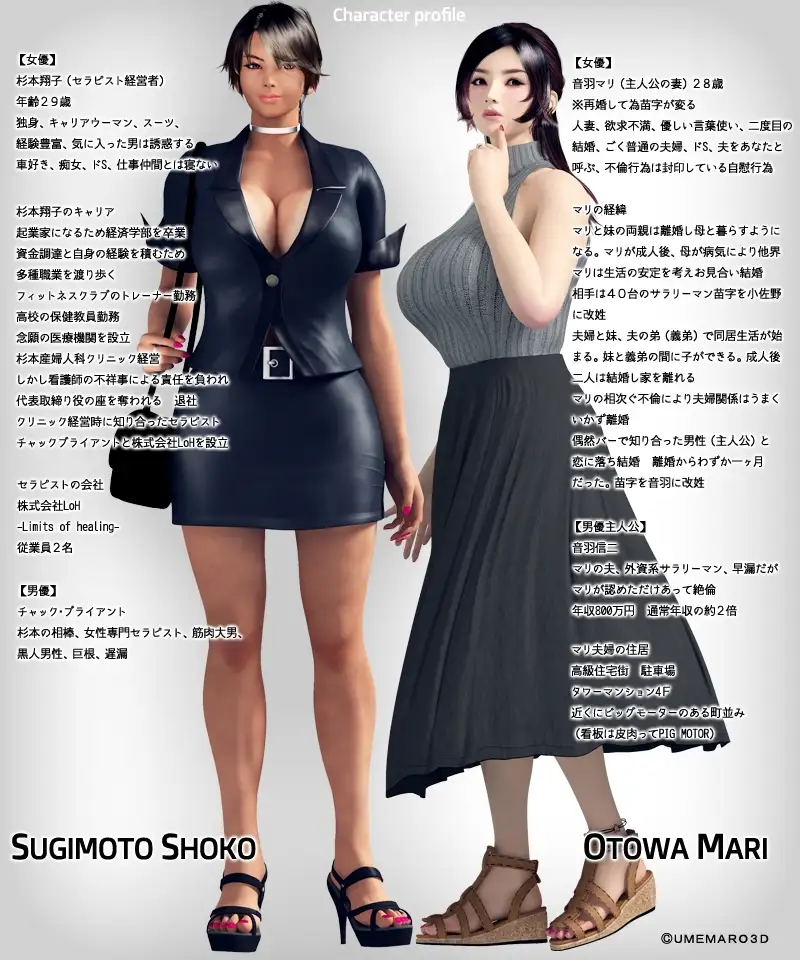 Character profile
【女優】
杉本翔子（セラピスト経営者）
年齢２９歳
独身、キャリアウーマン、スーツ、
経験豊富、気に入った男は誘惑する
車好き、痴女、ドS、仕事仲間とは寝ない
杉本翔子のキャリア
起業家になるため経済学部を卒業
資金調達と自身の経験を積むため
多種職業を渡り歩く
フィットネスクラブのトレーナー勤務
高校の保健教員勤務
念願の医療機関を設立
杉本産婦人科クリニック経営
しかし看護師の不祥事による責任を負われ
代表取締り役の座を奪われる　退社
クリニック経営時に知り合ったセラピスト
チャックブライアントと株式会社LoHを設立
セラピストの会社
株式会社LoH
-Limits of healing-
従業員２名
【男優】
チャック・ブライアント
杉本の相棒、女性専門セラピスト、筋肉大男、
黒人男性、巨根、遅漏
【女優】
音羽マリ（主人公の妻）２８歳
※再婚して為苗字が変る
人妻、欲求不満、優しい言葉使い、二度目の
結婚、ごく普通の夫婦、ドS、夫をあなたと
呼ぶ、不倫行為は封印している自慰行為
マリの経緯
マリと妹の両親は離婚し母と暮らすように
なる。マリが成人後、母が病気により他界
マリは生活の安定を考えお見合い結婚
相手は４０台のサラリーマン苗字を小佐野
に改姓
夫婦と妹、夫の弟（義弟）で同居生活が始
まる。妹と義弟の間に子ができる。成人後
二人は結婚し家を離れる
マリの相次ぐ不倫により夫婦関係はうまく
いかず離婚
偶然バーで知り合った男性（主人公）と
恋に落ち結婚　離婚からわずか一ヶ月
だった。苗字を音羽に改姓
【男優主人公】
音羽信二
マリの夫、外資系サラリーマン、早漏だが
マリが認めただけあって絶倫
年収800万円　通常年収の約２倍
マリ夫婦の住居
高級住宅街　駐車場
タワーマンション4F
近くにビッグモーターのある町並み
（看板は皮肉ってPIG MOTOR）
SUGIMOTO SHOKO
OTOWA MARI
©UMEMARO3D